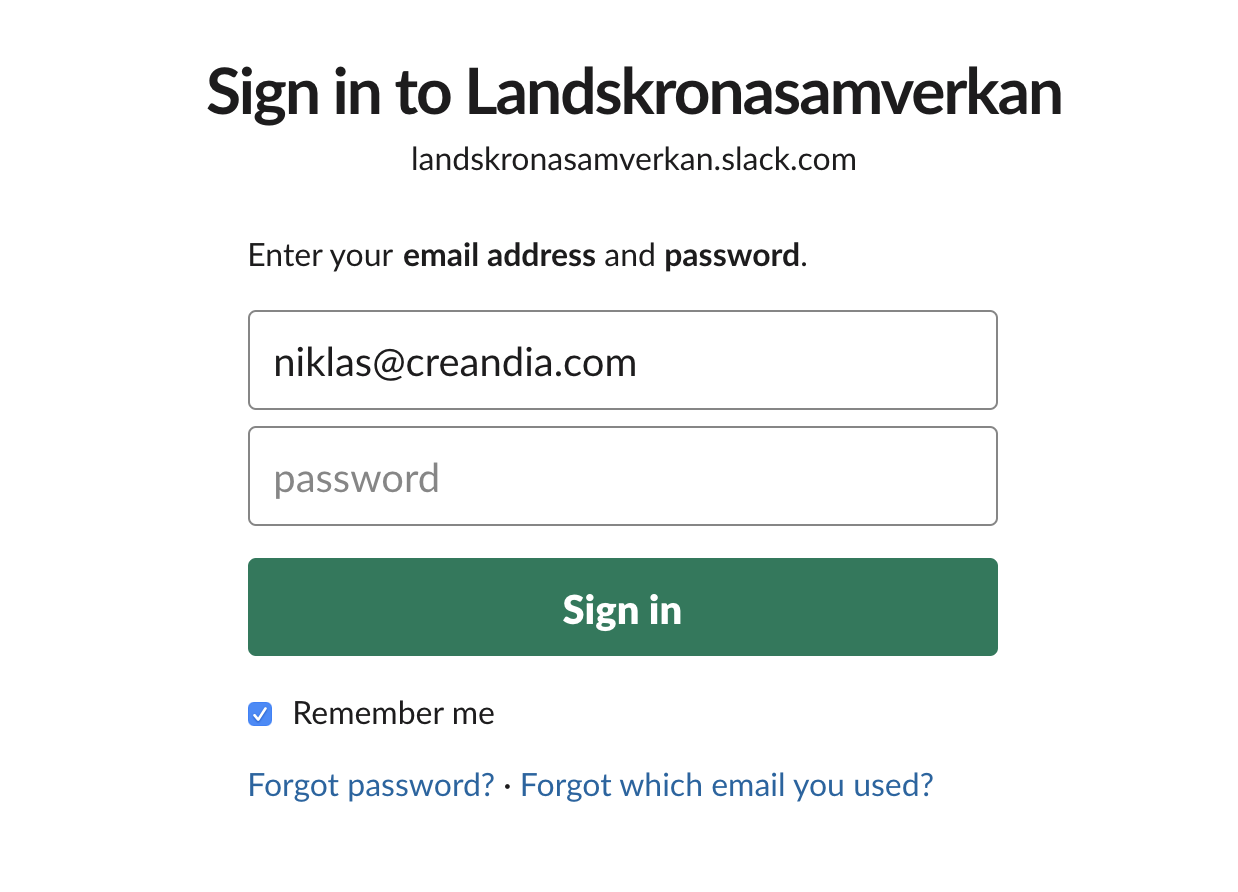 Sign in to Landskronasamverkan
landskronasamverkan.slack.com
Enter your email address and password.
niklas@creandia.com
password
Sign in
Remember me
Forgot password? · Forgot which email you used?